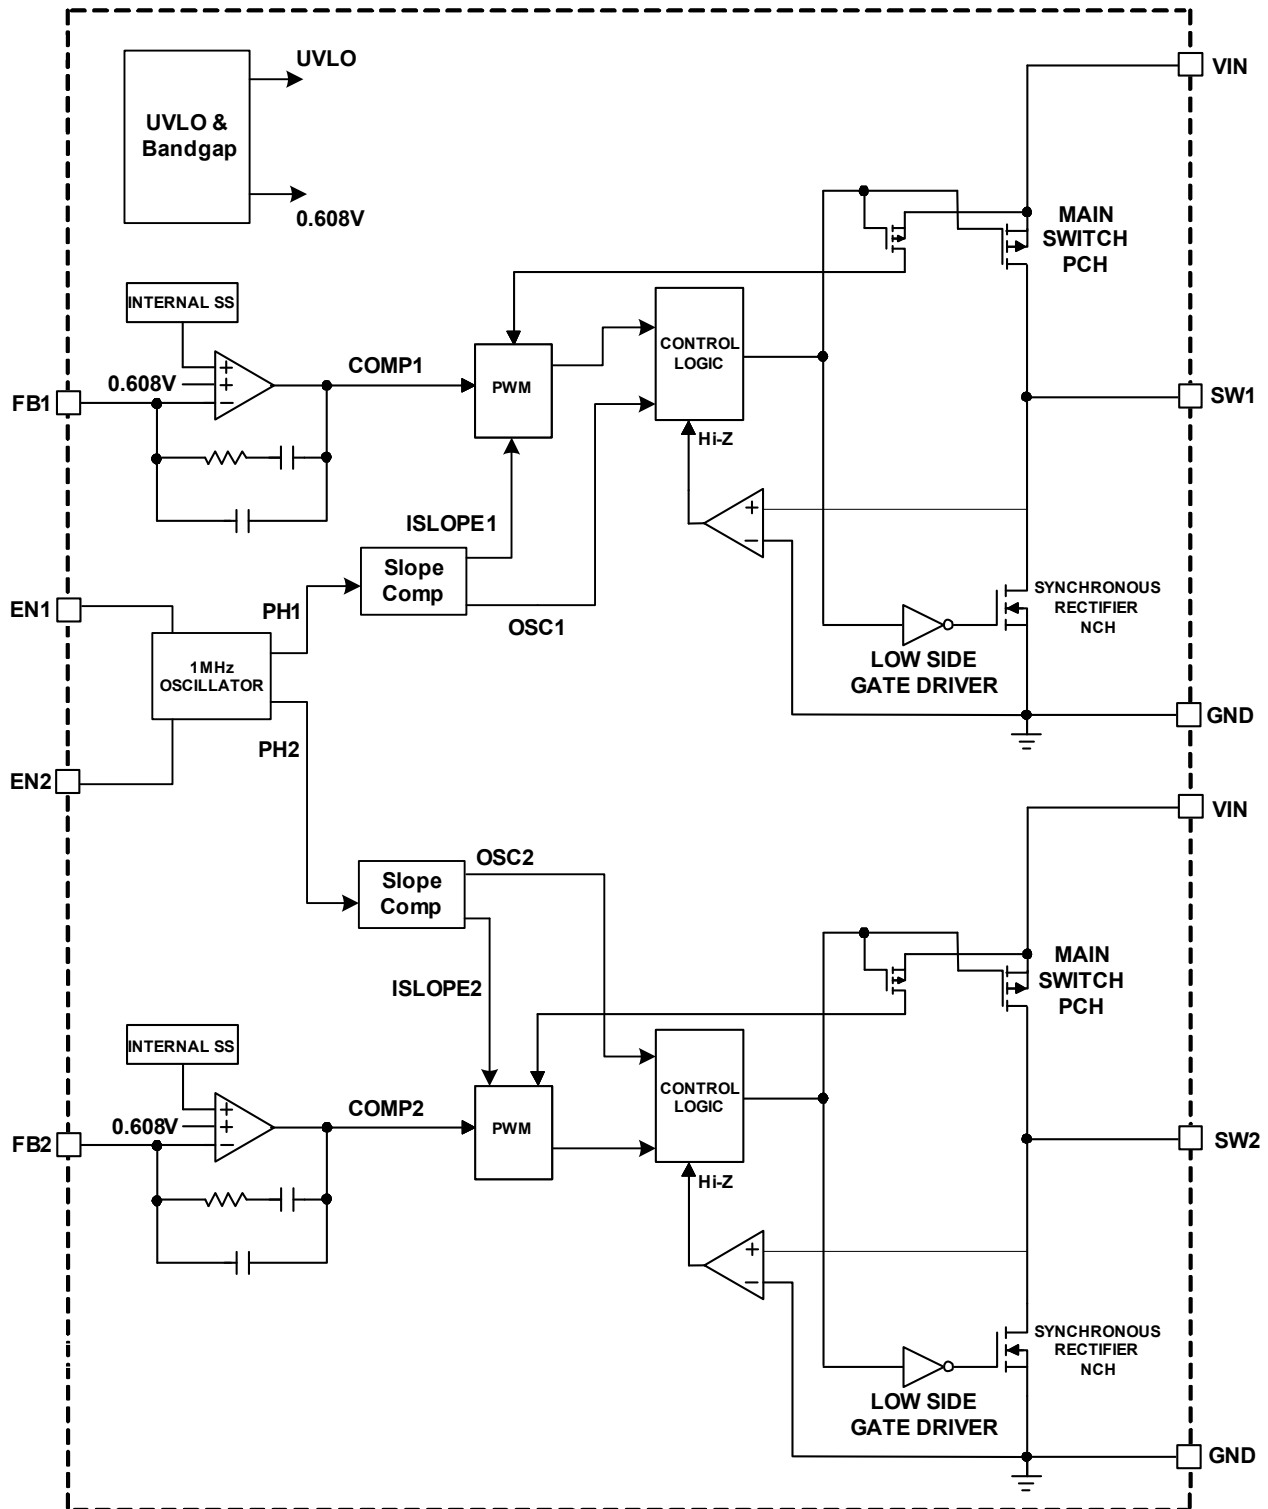 UVLO
VIN
UVLO &
Bandgap
0.608V
MAIN
SWITCH
PCH
INTERNAL SS
CONTROL
LOGIC
COMP1
PWM
0.608V
+
+
−
FB1
SW1
Hi-Z
+
−
ISLOPE1
Slope
Comp
EN1
PH1
OSC1
SYNCHRONOUS
RECTIFIER
NCH
1MHz
OSCILLATOR
LOW SIDE
GATE DRIVER
GND
PH2
EN2
VIN
OSC2
Slope
Comp
MAIN
SWITCH
PCH
ISLOPE2
INTERNAL SS
CONTROL
LOGIC
COMP2
PWM
0.608V
+
+
−
FB2
SW2
Hi-Z
+
−
SYNCHRONOUS
RECTIFIER
NCH
LOW SIDE
GATE DRIVER
GND